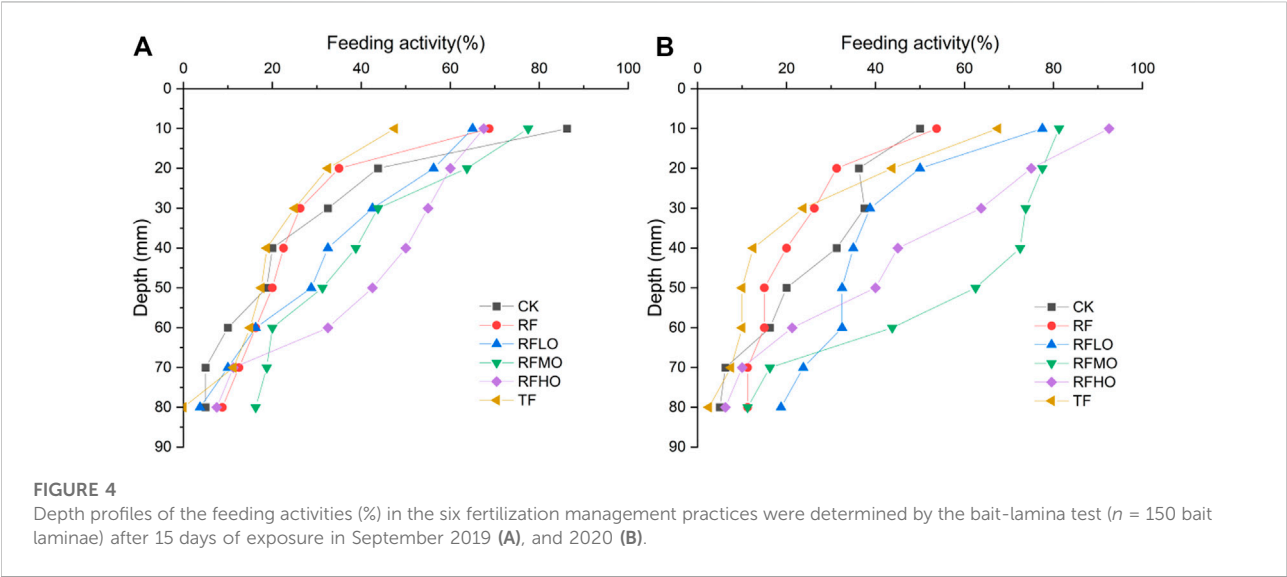 A
Feeding activity(%)
0 20 40 60 80 100
0
10
20
30
40
50
60
70
80
90
Depth (mm)
CK
RF
RFLO
RFMO
RFHO
TF
B
Feeding activity(%)
0 20 40 60 80 100
0
10
20
30
40
50
60
70
80
90
Depth (mm)
CK
RF
RFLO
RFMO
RFHO
TF
FIGURE 4
Depth profiles of the feeding activities (%) in the six fertilization management practices were determined by the bait-lamina test (n = 150 bait
laminae) after 15 days of exposure in September 2019 (A), and 2020 (B).